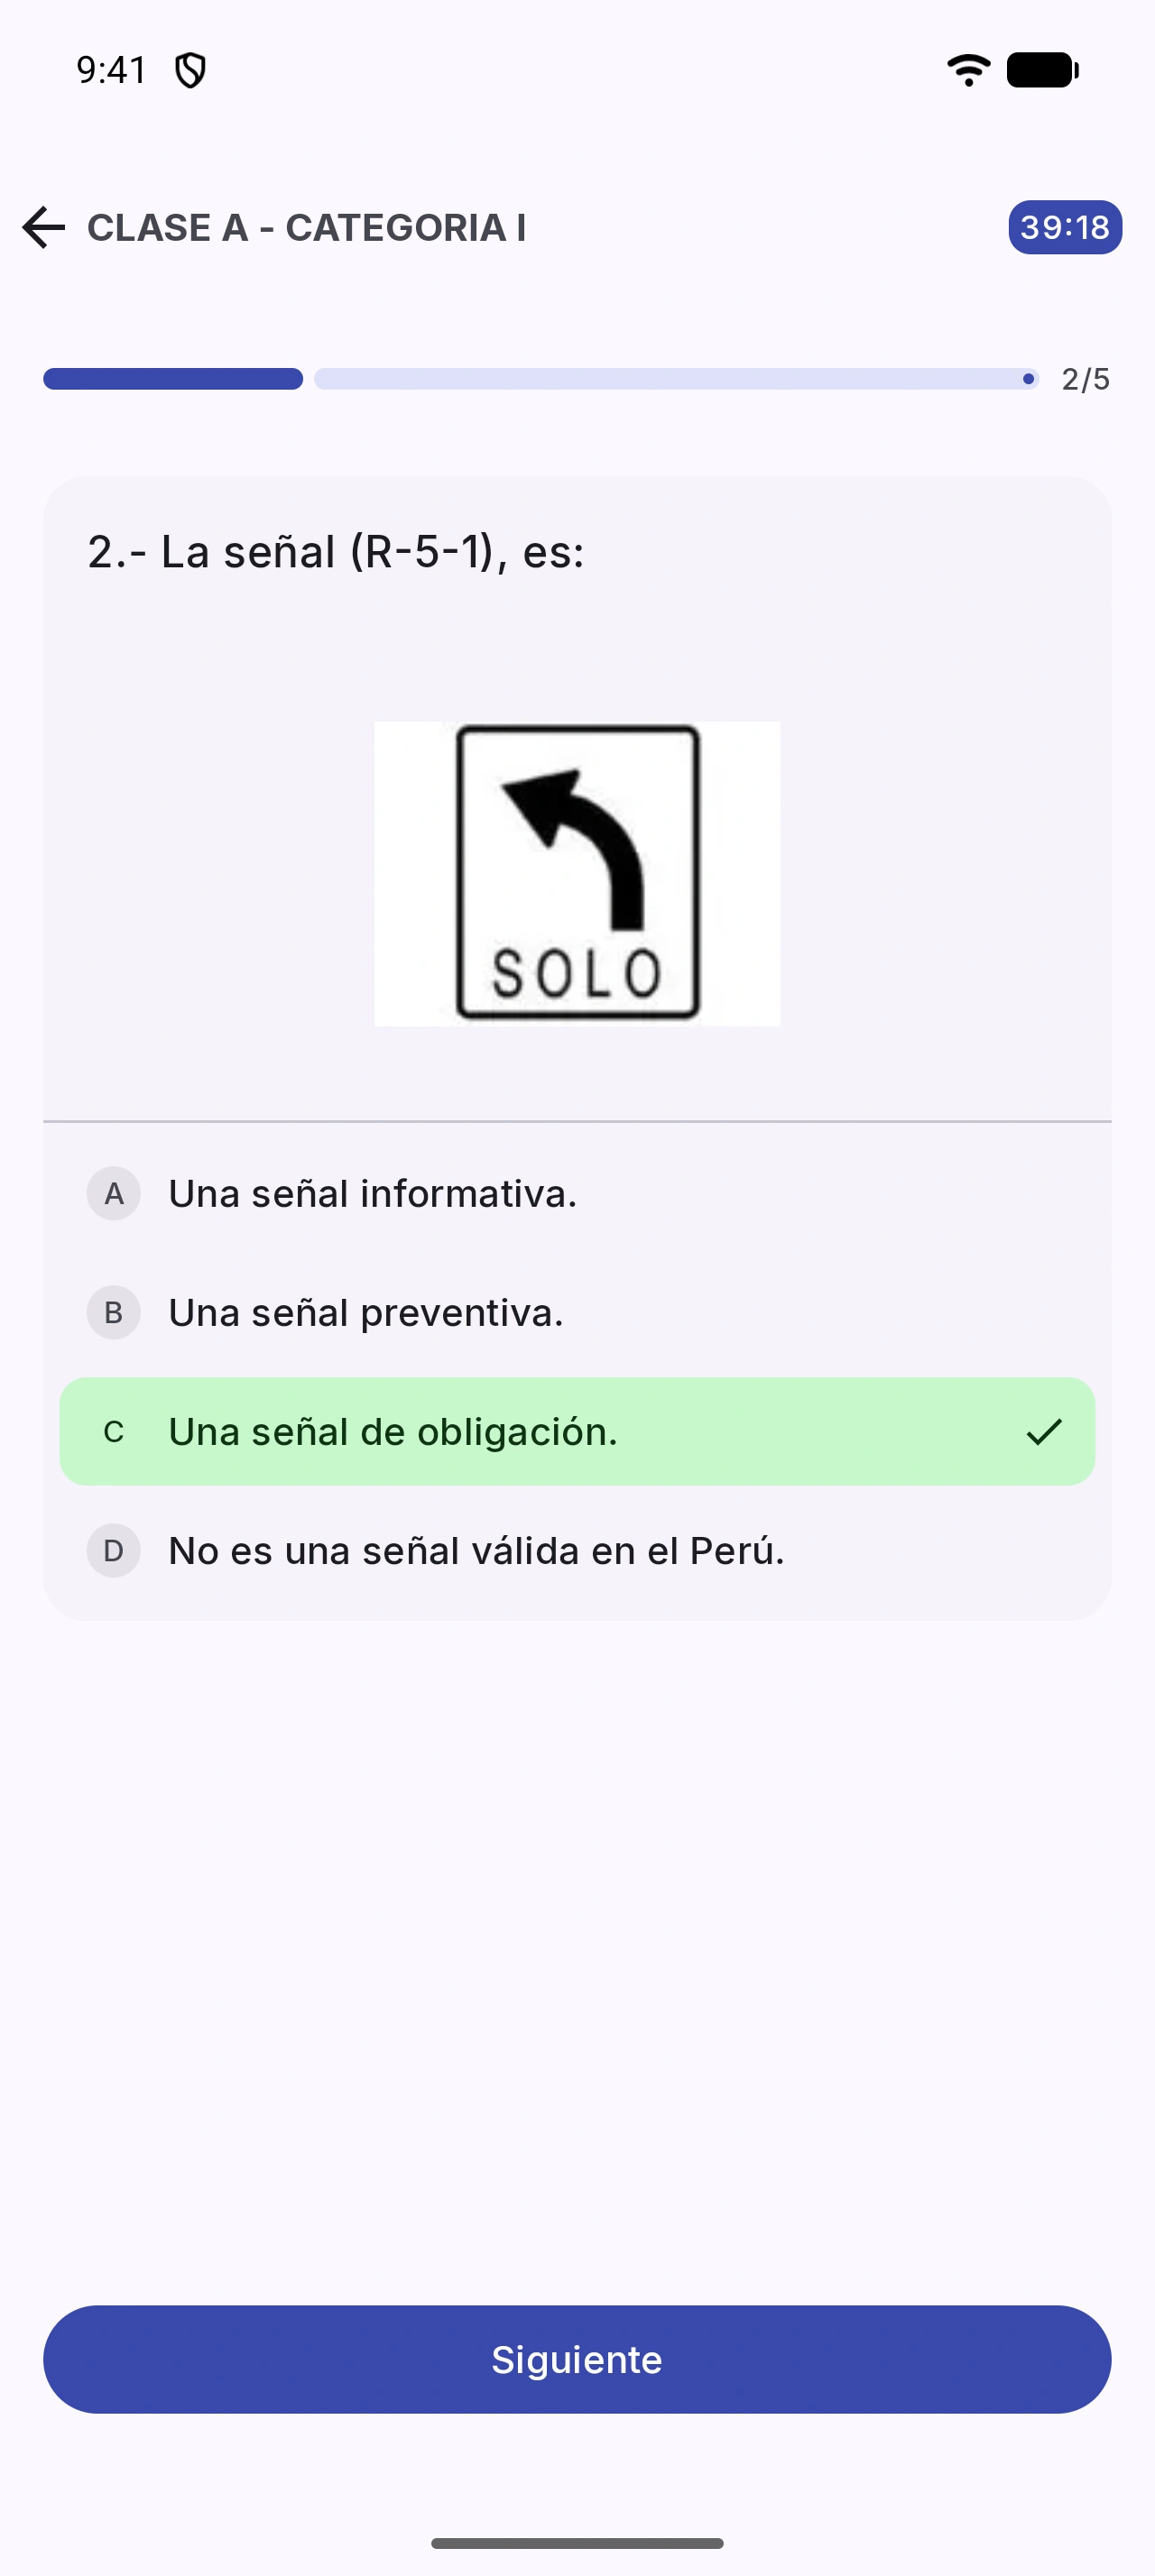 9:41
CLASE A - CATEGORIA I
39:18
2/5
2.- La señal (R-5-1), es:
SOLO
A Una señal informativa.
B Una señal preventiva.
C Una señal de obligación.
D No es una señal válida en el Perú.
Siguiente